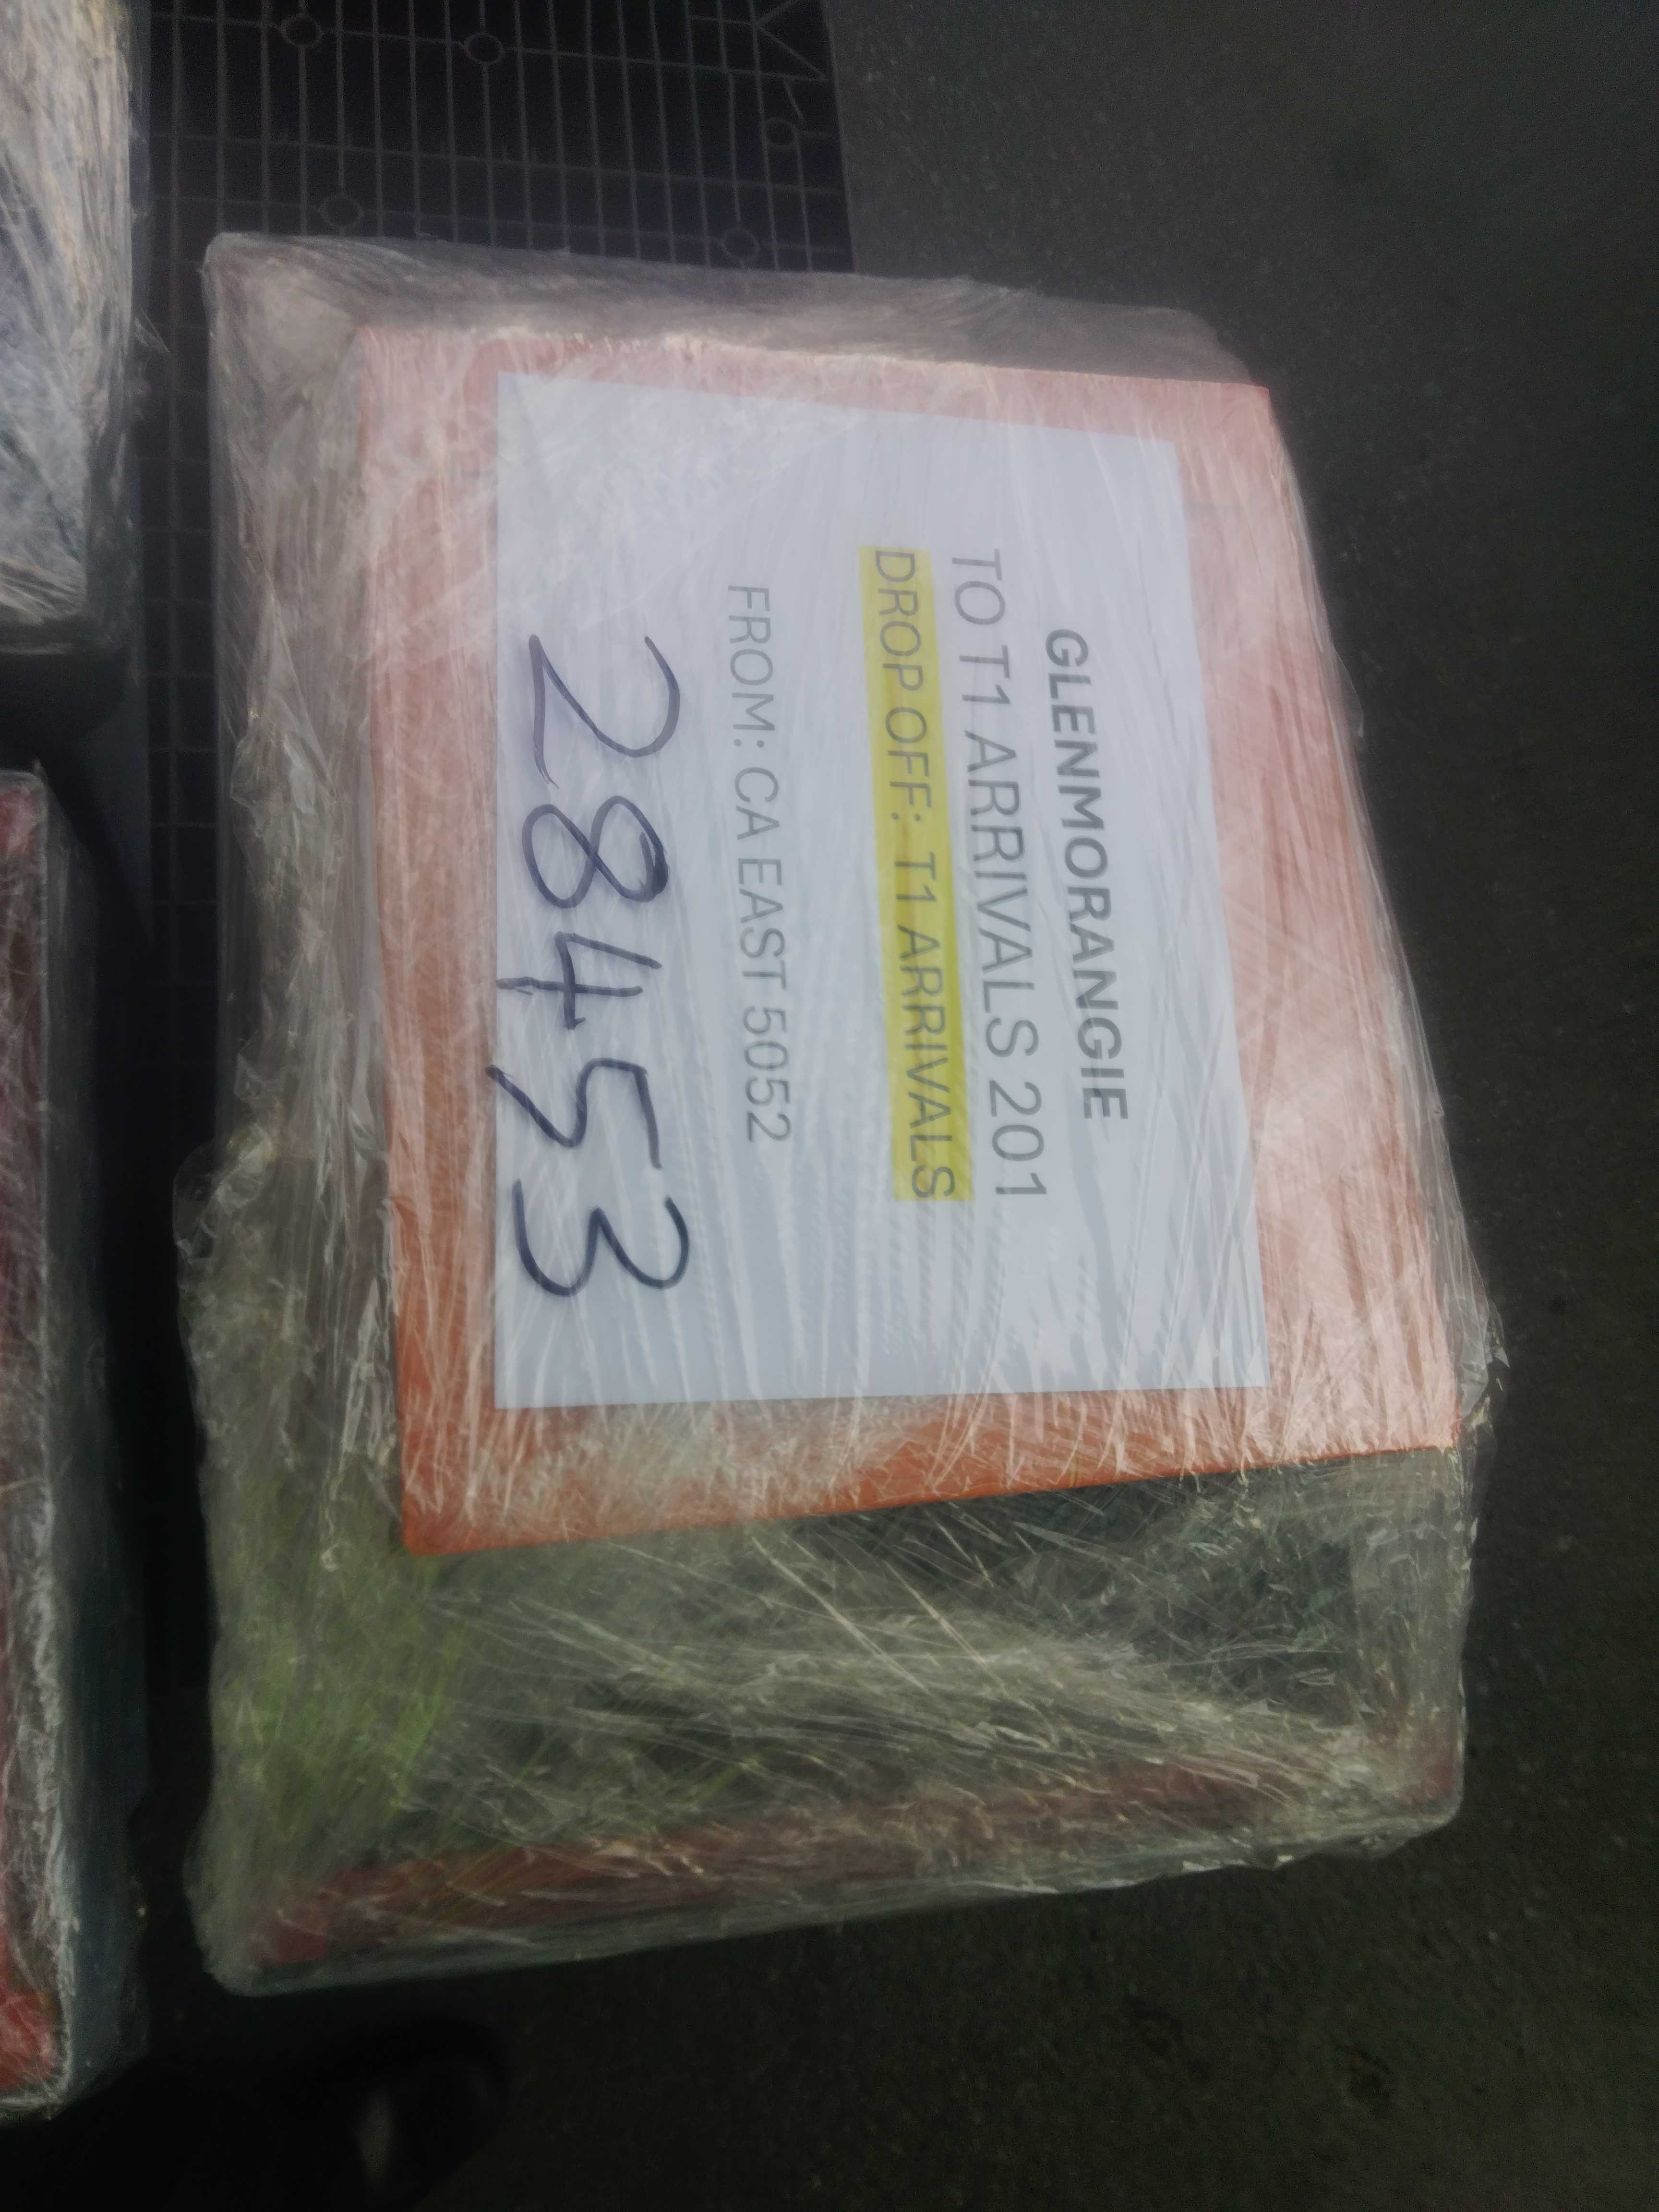 GLENMORANGIE
TO T1 ARRIVALS 201
DROP OFF: T1 ARRIVALS
FROM: CA EAST 5052
28453